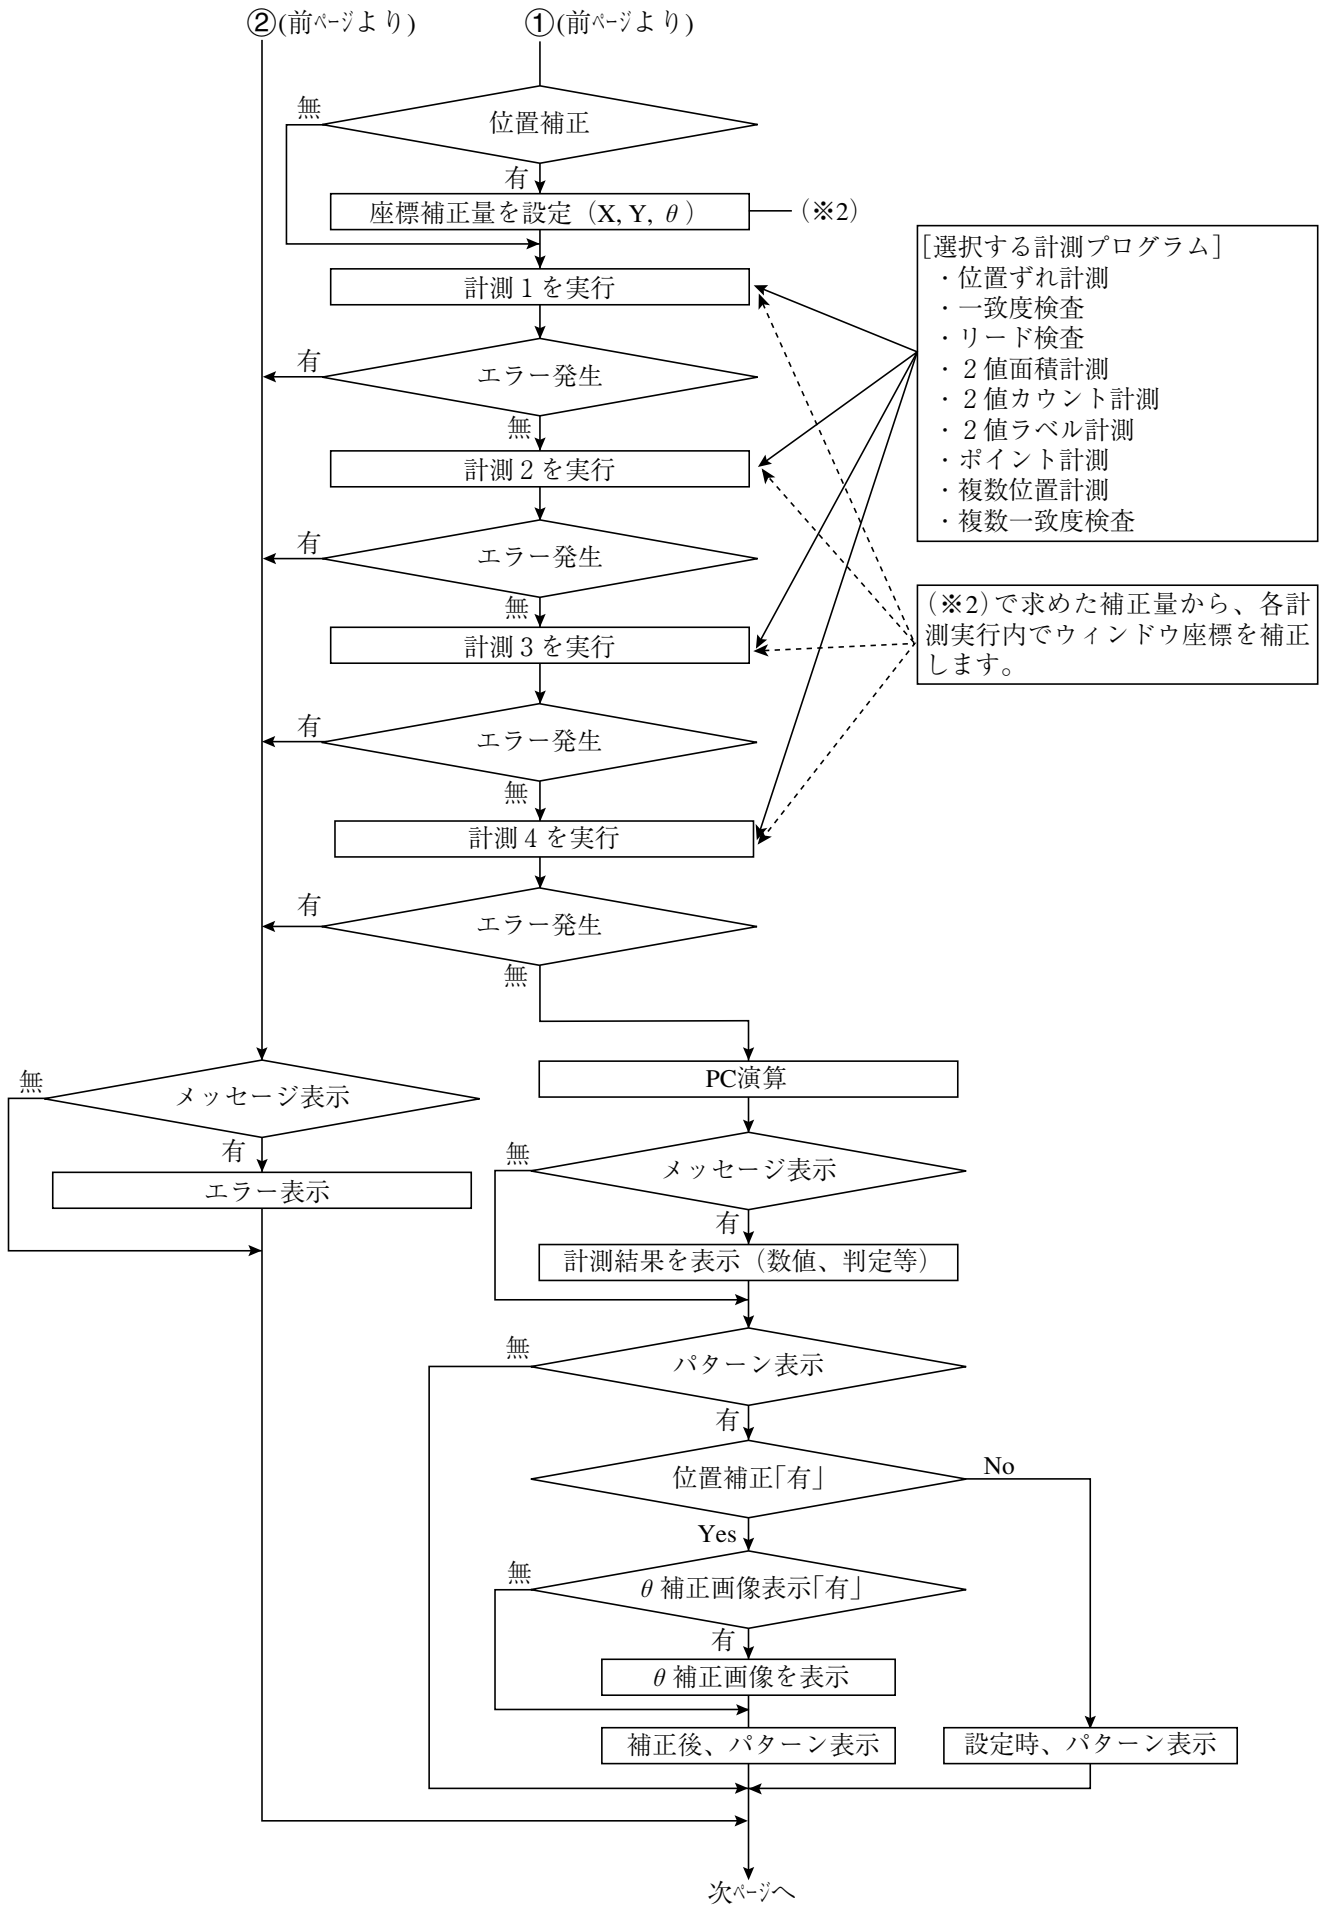 ②(前ページより)
①(前ページより)
無
位置補正
有
座標補正量を設定（X, Y, θ）
（※2）
計測１を実行
有
エラー発生
無
計測２を実行
有
エラー発生
無
計測３を実行
有
エラー発生
無
計測４を実行
有
エラー発生
無
［選択する計測プログラム］
・位置ずれ計測
・一致度検査
・リード検査
・２値面積計測
・２値カウント計測
・２値ラベル計測
・ポイント計測
・複数位置計測
・複数一致度検査
（※2）で求めた補正量から、各計
測実行内でウィンドウ座標を補正
します。
無
メッセージ表示
有
エラー表示
PC演算
無
メッセージ表示
有
計測結果を表示（数値、判定等）
無
パターン表示
有
位置補正「有」
No
Yes
無
θ補正画像表示「有」
有
θ補正画像を表示
補正後、パターン表示
設定時、パターン表示
次ページへ